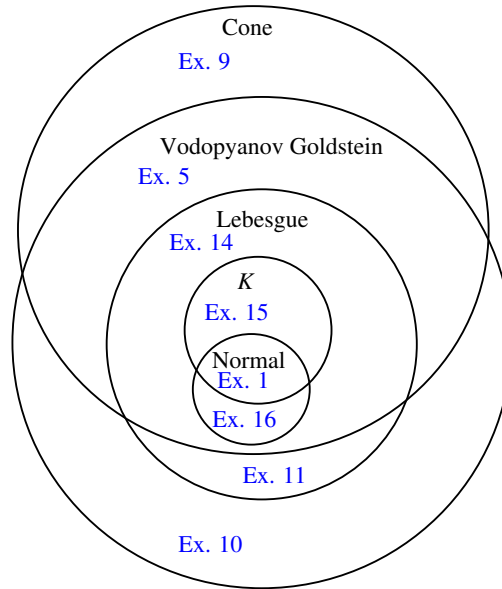 Cone
Ex. 9
Vodopyanov Goldstein
Ex. 5
Lebesgue
Ex. 14
K
Ex. 15
Normal
Ex. 1
Ex. 16
Ex. 11
Ex. 10